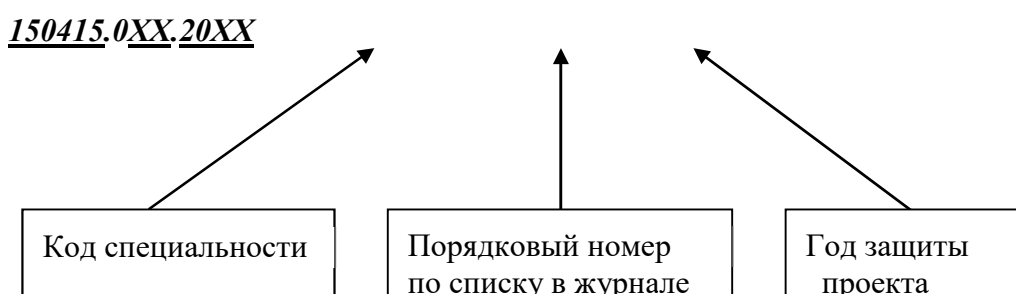 150415.0XX.20XX
Код специальности
Порядковый номер
по списку в журнале
Год защиты
проекта